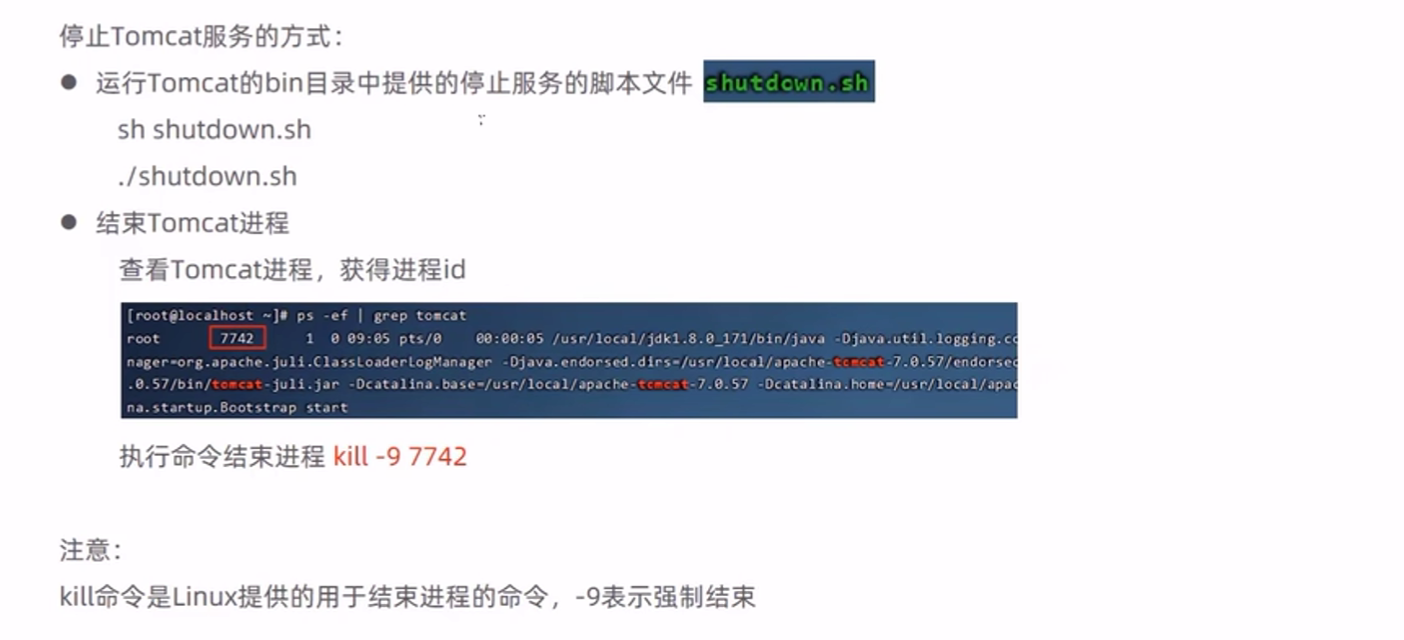 停止Tomcat服务的方式：
● 运行Tomcat的bin目录中提供的停止服务的脚本文件 shutdown.sh
sh shutdown.sh
./shutdown.sh
● 结束Tomcat进程
查看Tomcat进程，获得进程id
[root@localhost ~]# ps -ef | grep tomcat
root 7742 1 0 09:05 pts/0 00:00:05 /usr/local/jdk1.8.0_171/bin/java -Djava.util.logging.co
nager=org.apache.juli.ClassLoaderLogManager -Djava.endorsed.dirs=/usr/local/apache-tomcat-7.0.57/endorsed
.0.57/bin/tomcat-juli.jar -Dcatalina.base=/usr/local/apache-tomcat-7.0.57 -Dcatalina.home=/usr/local/apac
na.startup.Bootstrap start
执行命令结束进程 kill -9 7742
注意：
kill命令是Linux提供的用于结束进程的命令，-9表示强制结束